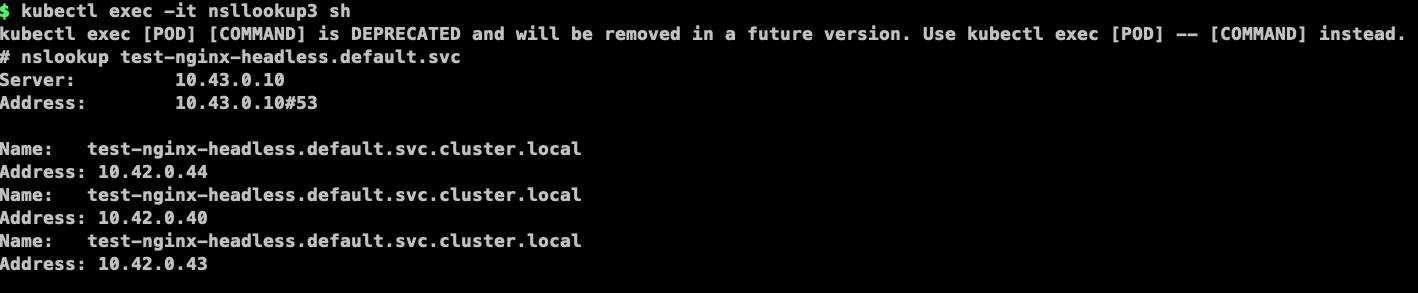 $ kubectl exec -it nsllookup3 sh
kubectl exec [POD] [COMMAND] is DEPRECATED and will be removed in a future version. Use kubectl exec [POD] -- [COMMAND] instead.
# nslookup test-nginx-headless.default.svc
Server:         10.43.0.10
Address:        10.43.0.10#53

Name:   test-nginx-headless.default.svc.cluster.local
Address: 10.42.0.44
Name:   test-nginx-headless.default.svc.cluster.local
Address: 10.42.0.40
Name:   test-nginx-headless.default.svc.cluster.local
Address: 10.42.0.43